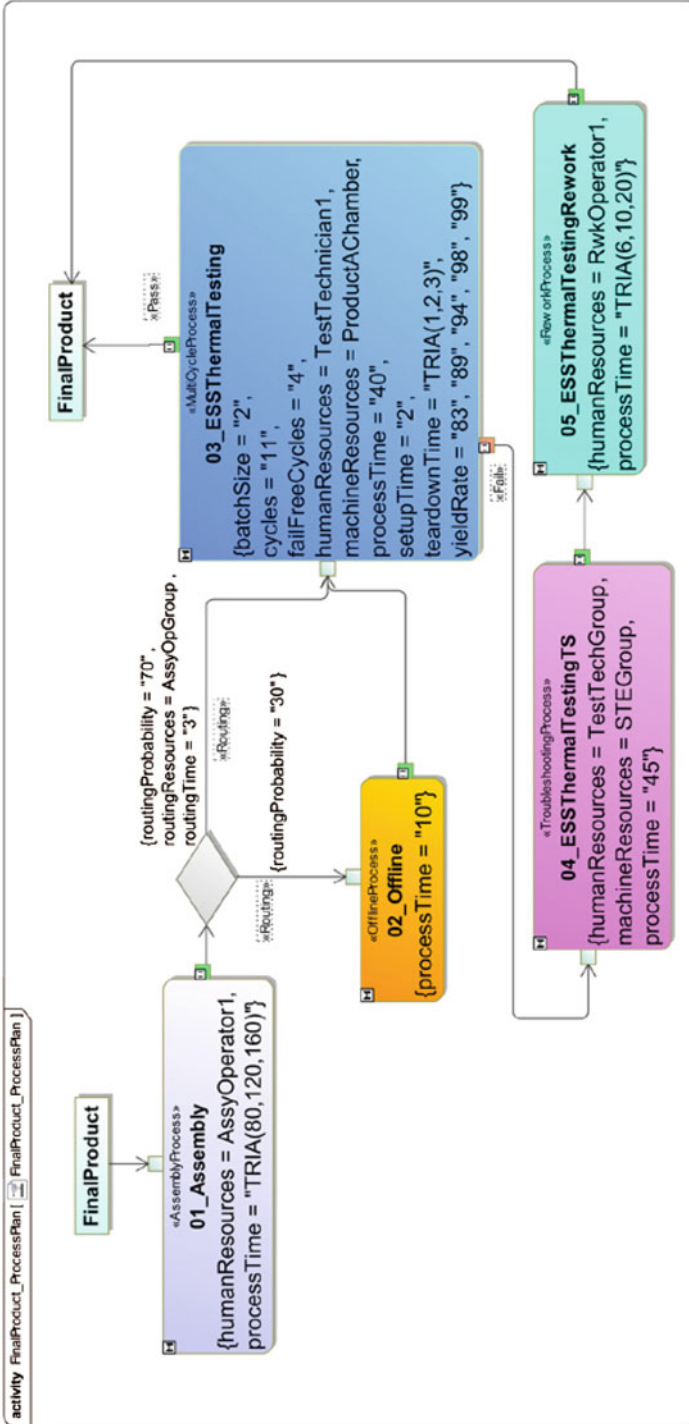 activity FinalProduct_ProcessPlan [ FinalProduct_ProcessPlan ]
FinalProduct
«AssemblyProcess»
01_Assembly
{humanResources = AssyOperator1,
processTime = "TRIA(80,120,160)"}
{routingProbability = "70",
routingResources = AssyOpGroup ,
routingTime = "3"}
«Routing»
«Routing»
{routingProbability = "30"}
«OfflineProcess»
02_Offline
{processTime = "10"}
FinalProduct
«Pass»
«MultiCycleProcess»
03_ESSThermalTesting
{batchSize = "2",
cycles = "11",
failFreeCycles = "4",
humanResources = TestTechnician1,
machineResources = ProductAChamber,
processTime = "40",
setupTime = "2",
teardownTime = "TRIA(1,2,3)",
yieldRate = "83", "89", "94", "98", "99"}
«Fail»
«TroubleshootingProcess»
04_ESSThermalTestingTS
{humanResources = TestTechGroup,
machineResources = STEGroup,
processTime = "45"}
«ReworkProcess»
05_ESSThermalTestingRework
{humanResources = RwkOperator1,
processTime = "TRIA(6,10,20)"}